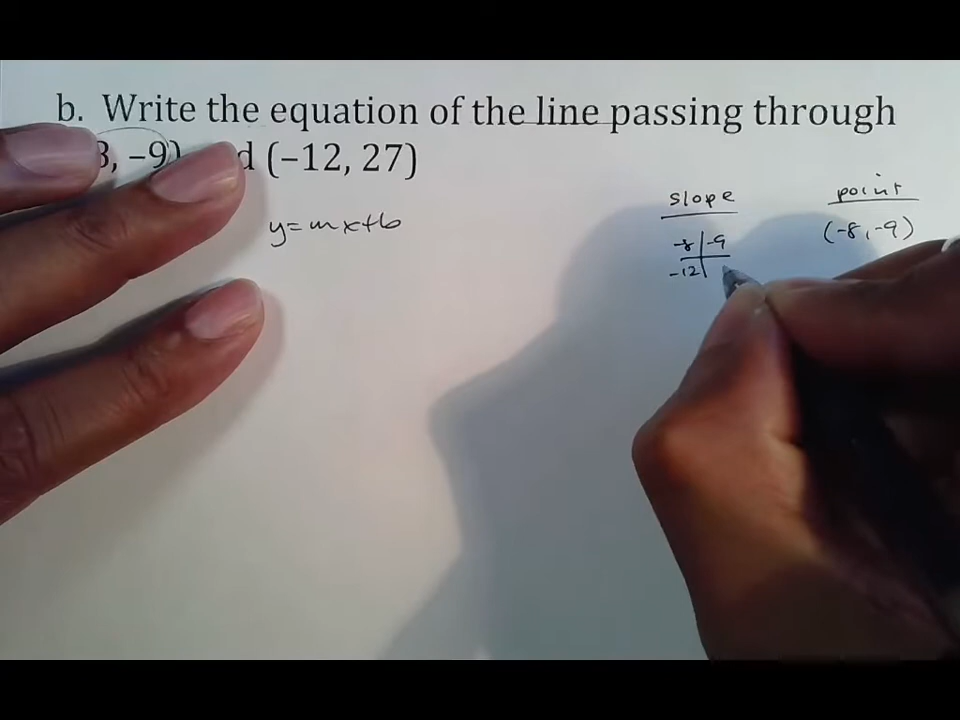 b. Write the equation of the line passing through
3, –9) d (–12, 27)
y=mx+b
slope
-8 -9
-12
point
(-8,-9)